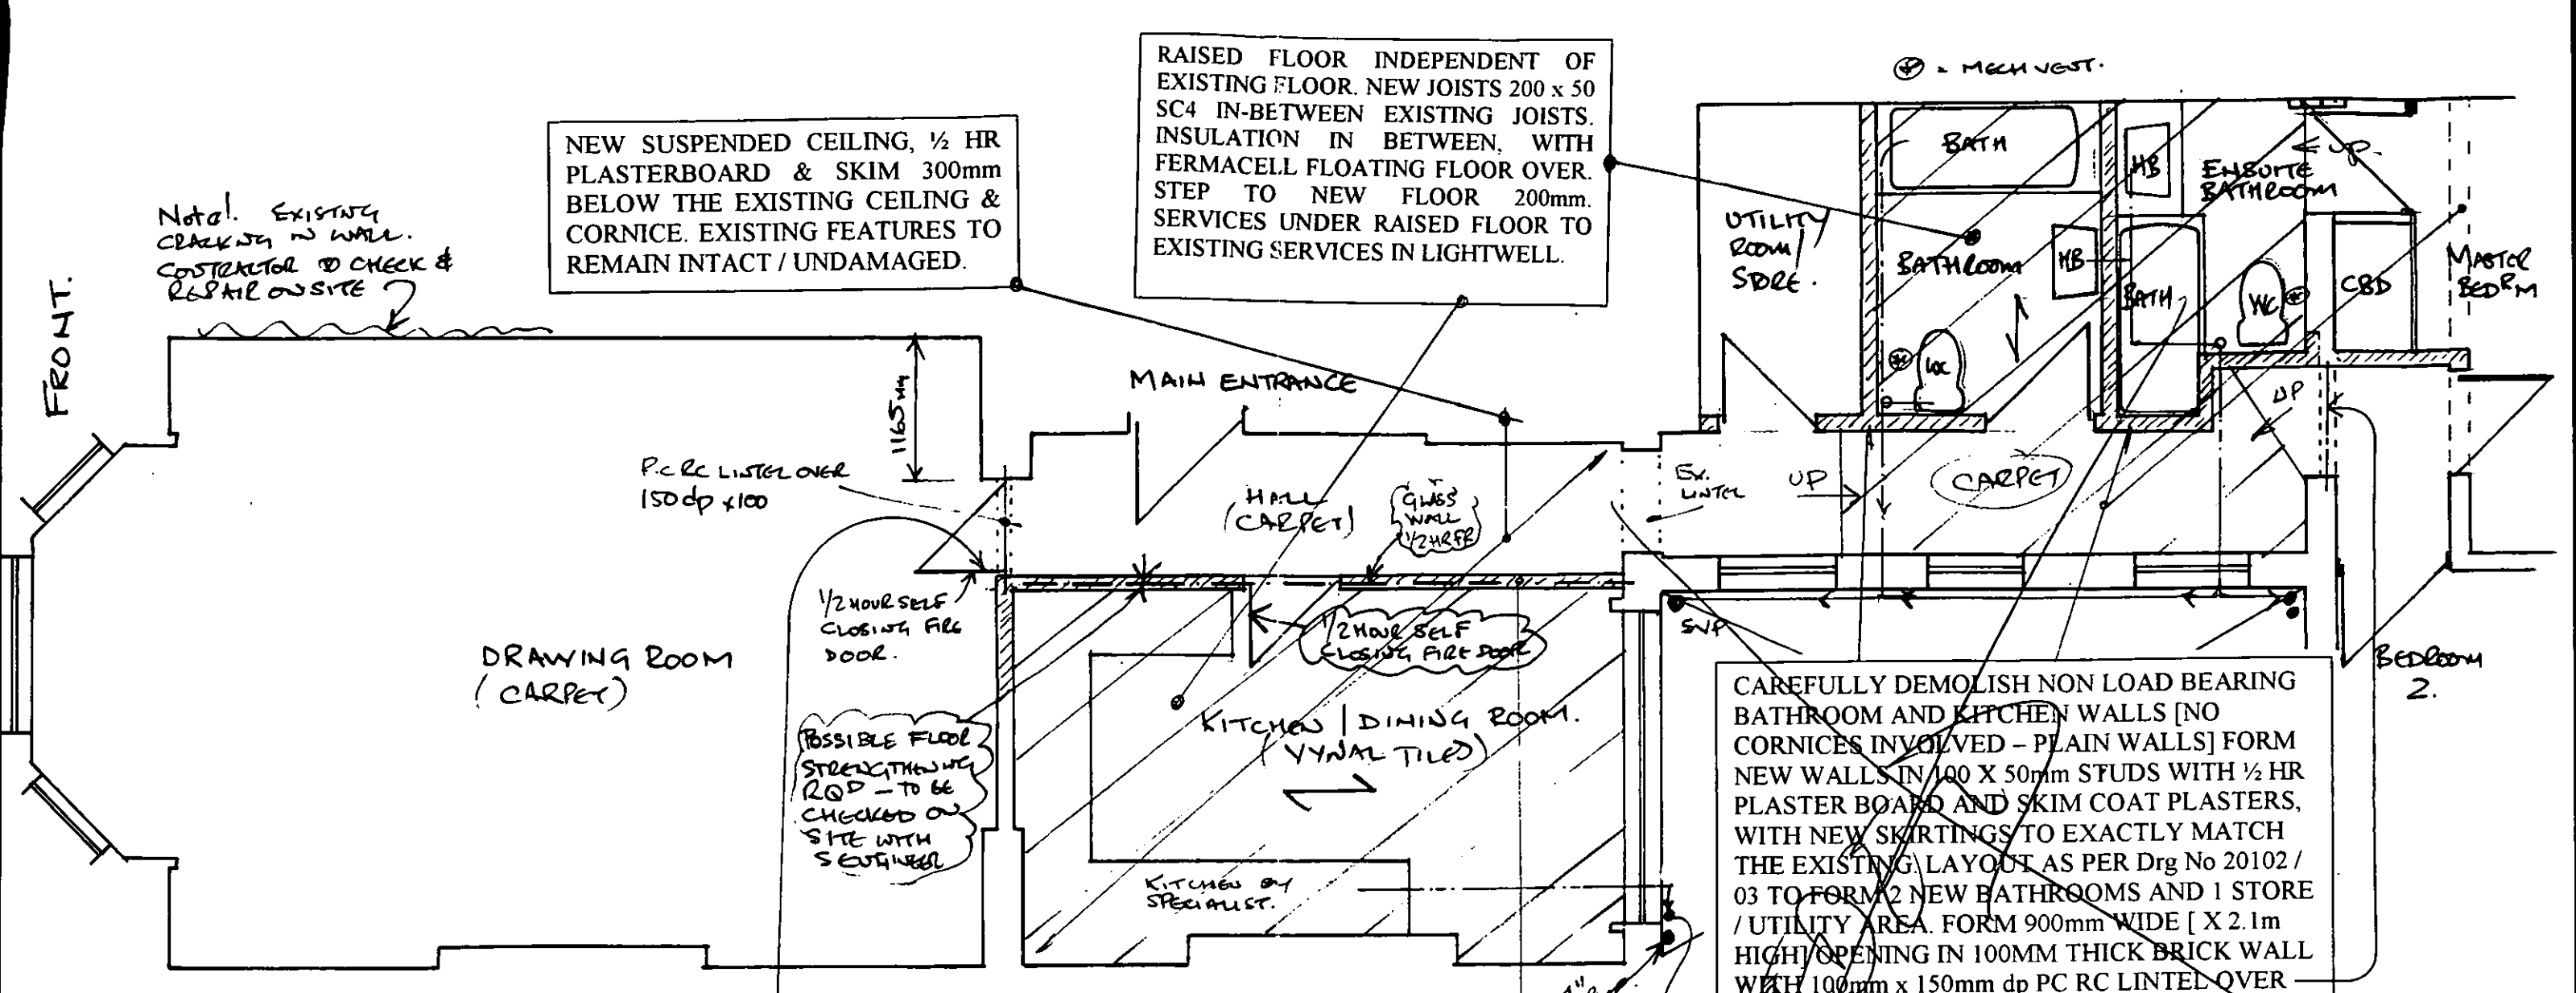 ⊛ - MECH VENT.
RAISED FLOOR INDEPENDENT OF
EXISTING FLOOR. NEW JOISTS 200 x 50
SC4 IN-BETWEEN EXISTING JOISTS.
INSULATION IN BETWEEN, WITH
FERMACELL FLOATING FLOOR OVER.
STEP TO NEW FLOOR 200mm.
SERVICES UNDER RAISED FLOOR TO
EXISTING SERVICES IN LIGHTWELL.
NEW SUSPENDED CEILING, ½ HR
PLASTERBOARD & SKIM 300mm
BELOW THE EXISTING CEILING &
CORNICE. EXISTING FEATURES TO
REMAIN INTACT / UNDAMAGED.
Note!. EXISTING
CRACKING IN WALL.
CONTRACTOR TO CHECK &
REPAIR ON SITE
FRONT.
BATH
HB
UP.
ENSUITE
BATHROOM
UTILITY
ROOM/
STORE.
BATHROOM
HB
BATH
WC
CBD
MASTER
BEDRM
WC
UP
1165mm
MAIN ENTRANCE
P.C RC LINTEL OVER
150dp x100
HALL
(CARPET)
GLASS
WALL
1/2HRFR
EX.
LINTEL
UP
CARPET
1/2 HOUR SELF
CLOSING FIRE
DOOR.
1/2 HOUR SELF
CLOSING FIRE DOOR
SVP
DRAWING ROOM
(CARPET)
BEDROOM
2.
POSSIBLE FLOOR
STRENGTHENING
RQD - TO BE
CHECKED ON
SITE WITH
S ENGINEER
KITCHEN | DINING ROOM.
(VYNAL TILES)
KITCHEN BY
SPECIALIST.
CAREFULLY DEMOLISH NON LOAD BEARING
BATHROOM AND KITCHEN WALLS [NO
CORNICES INVOLVED – PLAIN WALLS] FORM
NEW WALLS IN 100 X 50mm STUDS WITH ½ HR
PLASTER BOARD AND SKIM COAT PLASTERS,
WITH NEW SKIRTINGS TO EXACTLY MATCH
THE EXISTING. LAYOUT AS PER Drg No 20102 /
03 TO FORM 2 NEW BATHROOMS AND 1 STORE
/ UTILITY AREA. FORM 900mm WIDE [ X 2.1m
HIGH] OPENING IN 100MM THICK BRICK WALL
WITH 100mm x 150mm dp PC RC LINTEL OVER